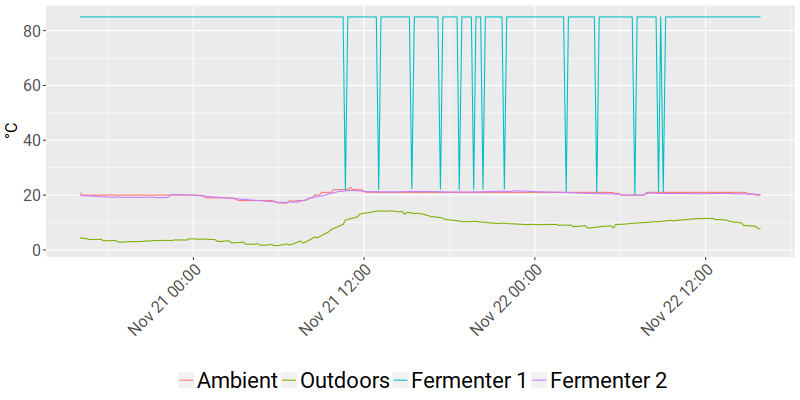 80
60
40
20
0
°C
Nov 21 00:00
Nov 21 12:00
Nov 22 00:00
Nov 22 12:00
Ambient Outdoors Fermenter 1 Fermenter 2